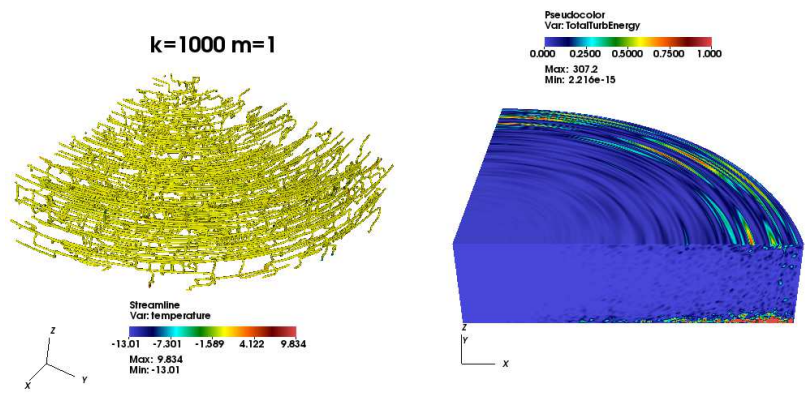 k=1000 m=1
Streamline
Var: temperature
-13.01 -7.301 -1.589 4.122 9.834
Max: 9.834
Min: -13.01
Z
X
Y
Pseudocolor
Var: TotalTurbEnergy
0.000 0.2500 0.5000 0.7500 1.000
Max: 307.2
Min: 2.216e-15
Z
Y
X